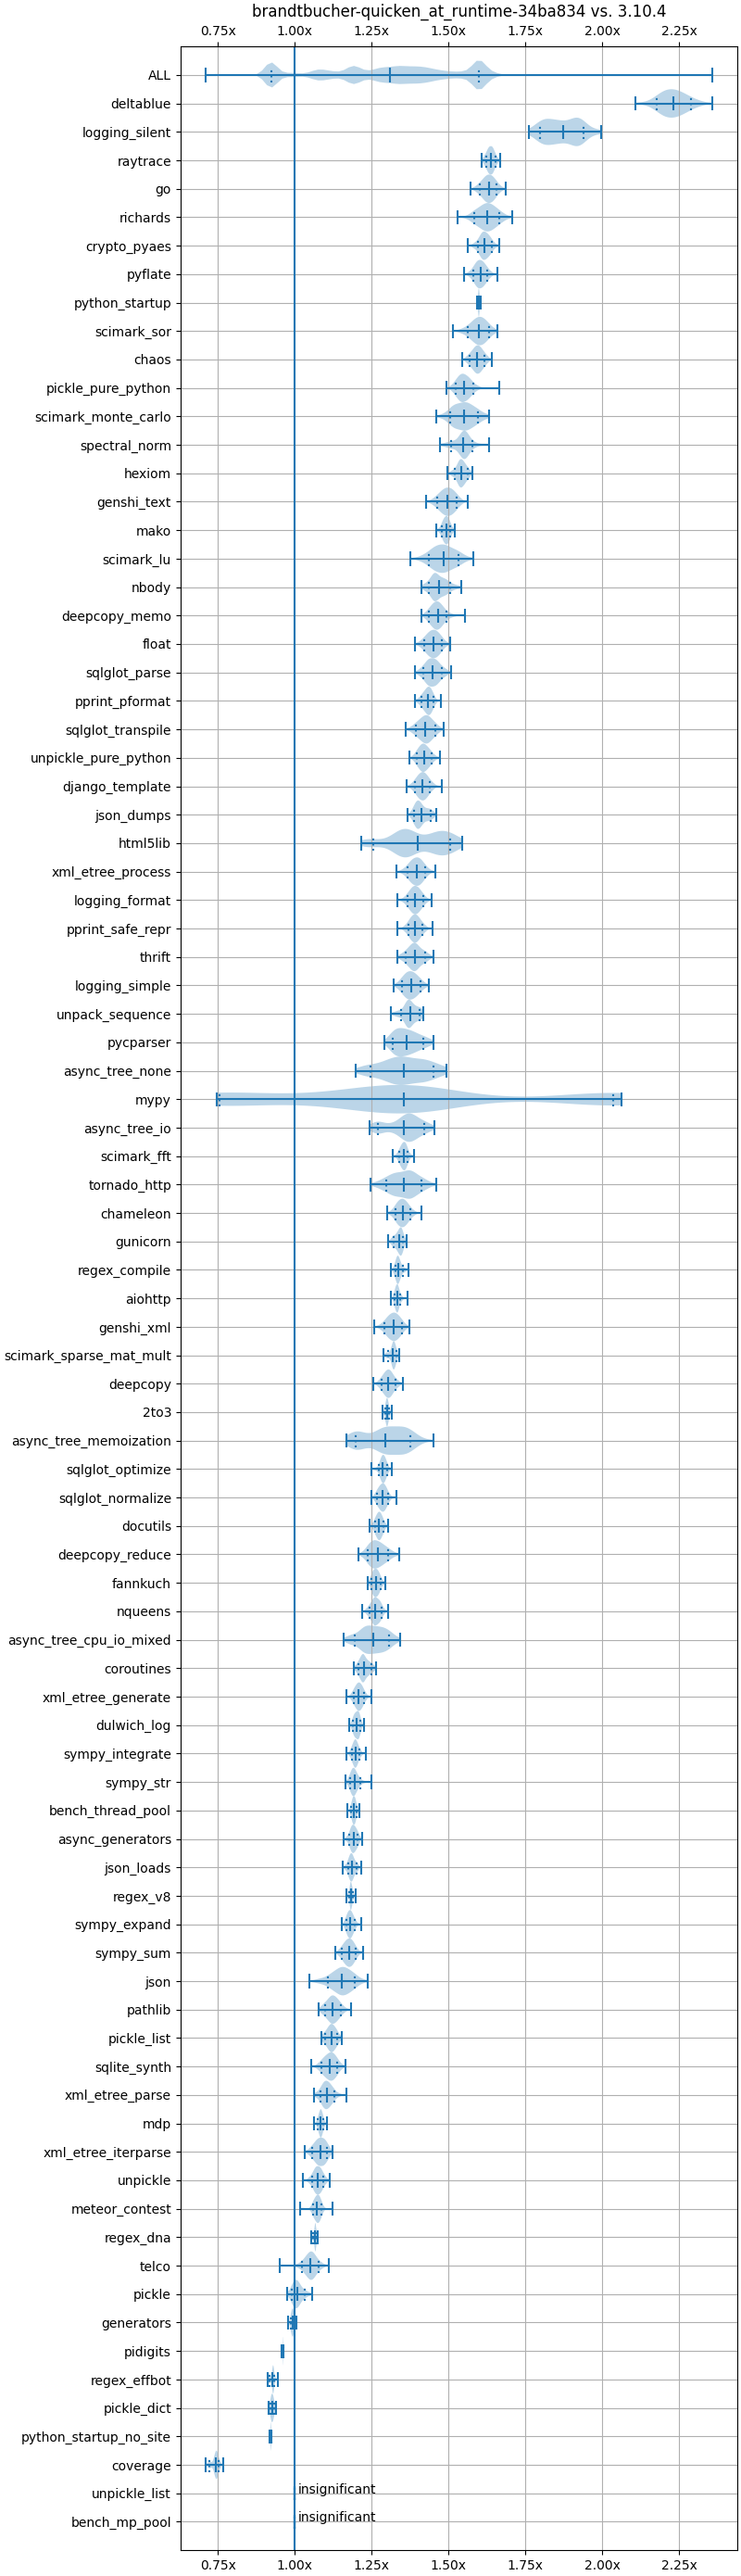 brandtbucher-quicken_at_runtime-34ba834 vs. 3.10.4
0.75x 1.00x 1.25x 1.50x 1.75x 2.00x 2.25x
ALL
deltablue
logging_silent
raytrace
go
richards
crypto_pyaes
pyflate
python_startup
scimark_sor
chaos
pickle_pure_python
scimark_monte_carlo
spectral_norm
hexiom
genshi_text
mako
scimark_lu
nbody
deepcopy_memo
float
sqlglot_parse
pprint_pformat
sqlglot_transpile
unpickle_pure_python
django_template
json_dumps
html5lib
xml_etree_process
logging_format
pprint_safe_repr
thrift
logging_simple
unpack_sequence
pycparser
async_tree_none
mypy
async_tree_io
scimark_fft
tornado_http
chameleon
gunicorn
regex_compile
aiohttp
genshi_xml
scimark_sparse_mat_mult
deepcopy
2to3
async_tree_memoization
sqlglot_optimize
sqlglot_normalize
docutils
deepcopy_reduce
fannkuch
nqueens
async_tree_cpu_io_mixed
coroutines
xml_etree_generate
dulwich_log
sympy_integrate
sympy_str
bench_thread_pool
async_generators
json_loads
regex_v8
sympy_expand
sympy_sum
json
pathlib
pickle_list
sqlite_synth
xml_etree_parse
mdp
xml_etree_iterparse
unpickle
meteor_contest
regex_dna
telco
pickle
generators
pidigits
regex_effbot
pickle_dict
python_startup_no_site
coverage
unpickle_list insignificant
bench_mp_pool insignificant
0.75x 1.00x 1.25x 1.50x 1.75x 2.00x 2.25x